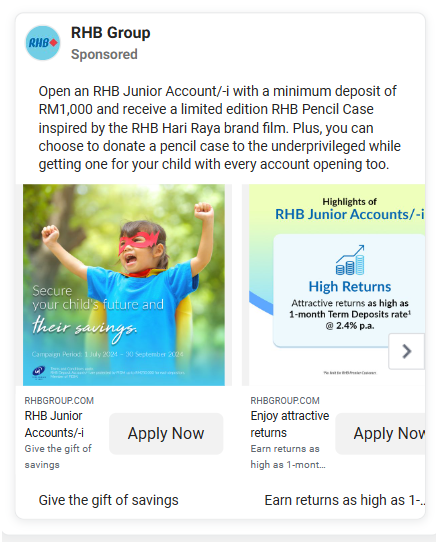 RHB Group
Sponsored
RHB
Open an RHB Junior Account/-i with a minimum deposit of
RM1,000 and receive a limited edition RHB Pencil Case
inspired by the RHB Hari Raya brand film. Plus, you can
choose to donate a pencil case to the underprivileged while
getting one for your child with every account opening too.
Secure
your child's future and
their savings.
Campaign Period: 1 July 2024 – 30 September 2024
Highlights of
RHB Junior Accounts/-i
High Returns
Attractive returns as high as
1-month Term Deposits rate¹
@ 2.4% p.a.
RHBGROUP.COM
RHB Junior
Accounts/-i
Give the gift of
savings
Apply Now
RHBGROUP.COM
Enjoy attractive
returns
Earn returns as
high as 1-mont...
Apply Now
Give the gift of savings
Earn returns as high as 1-..